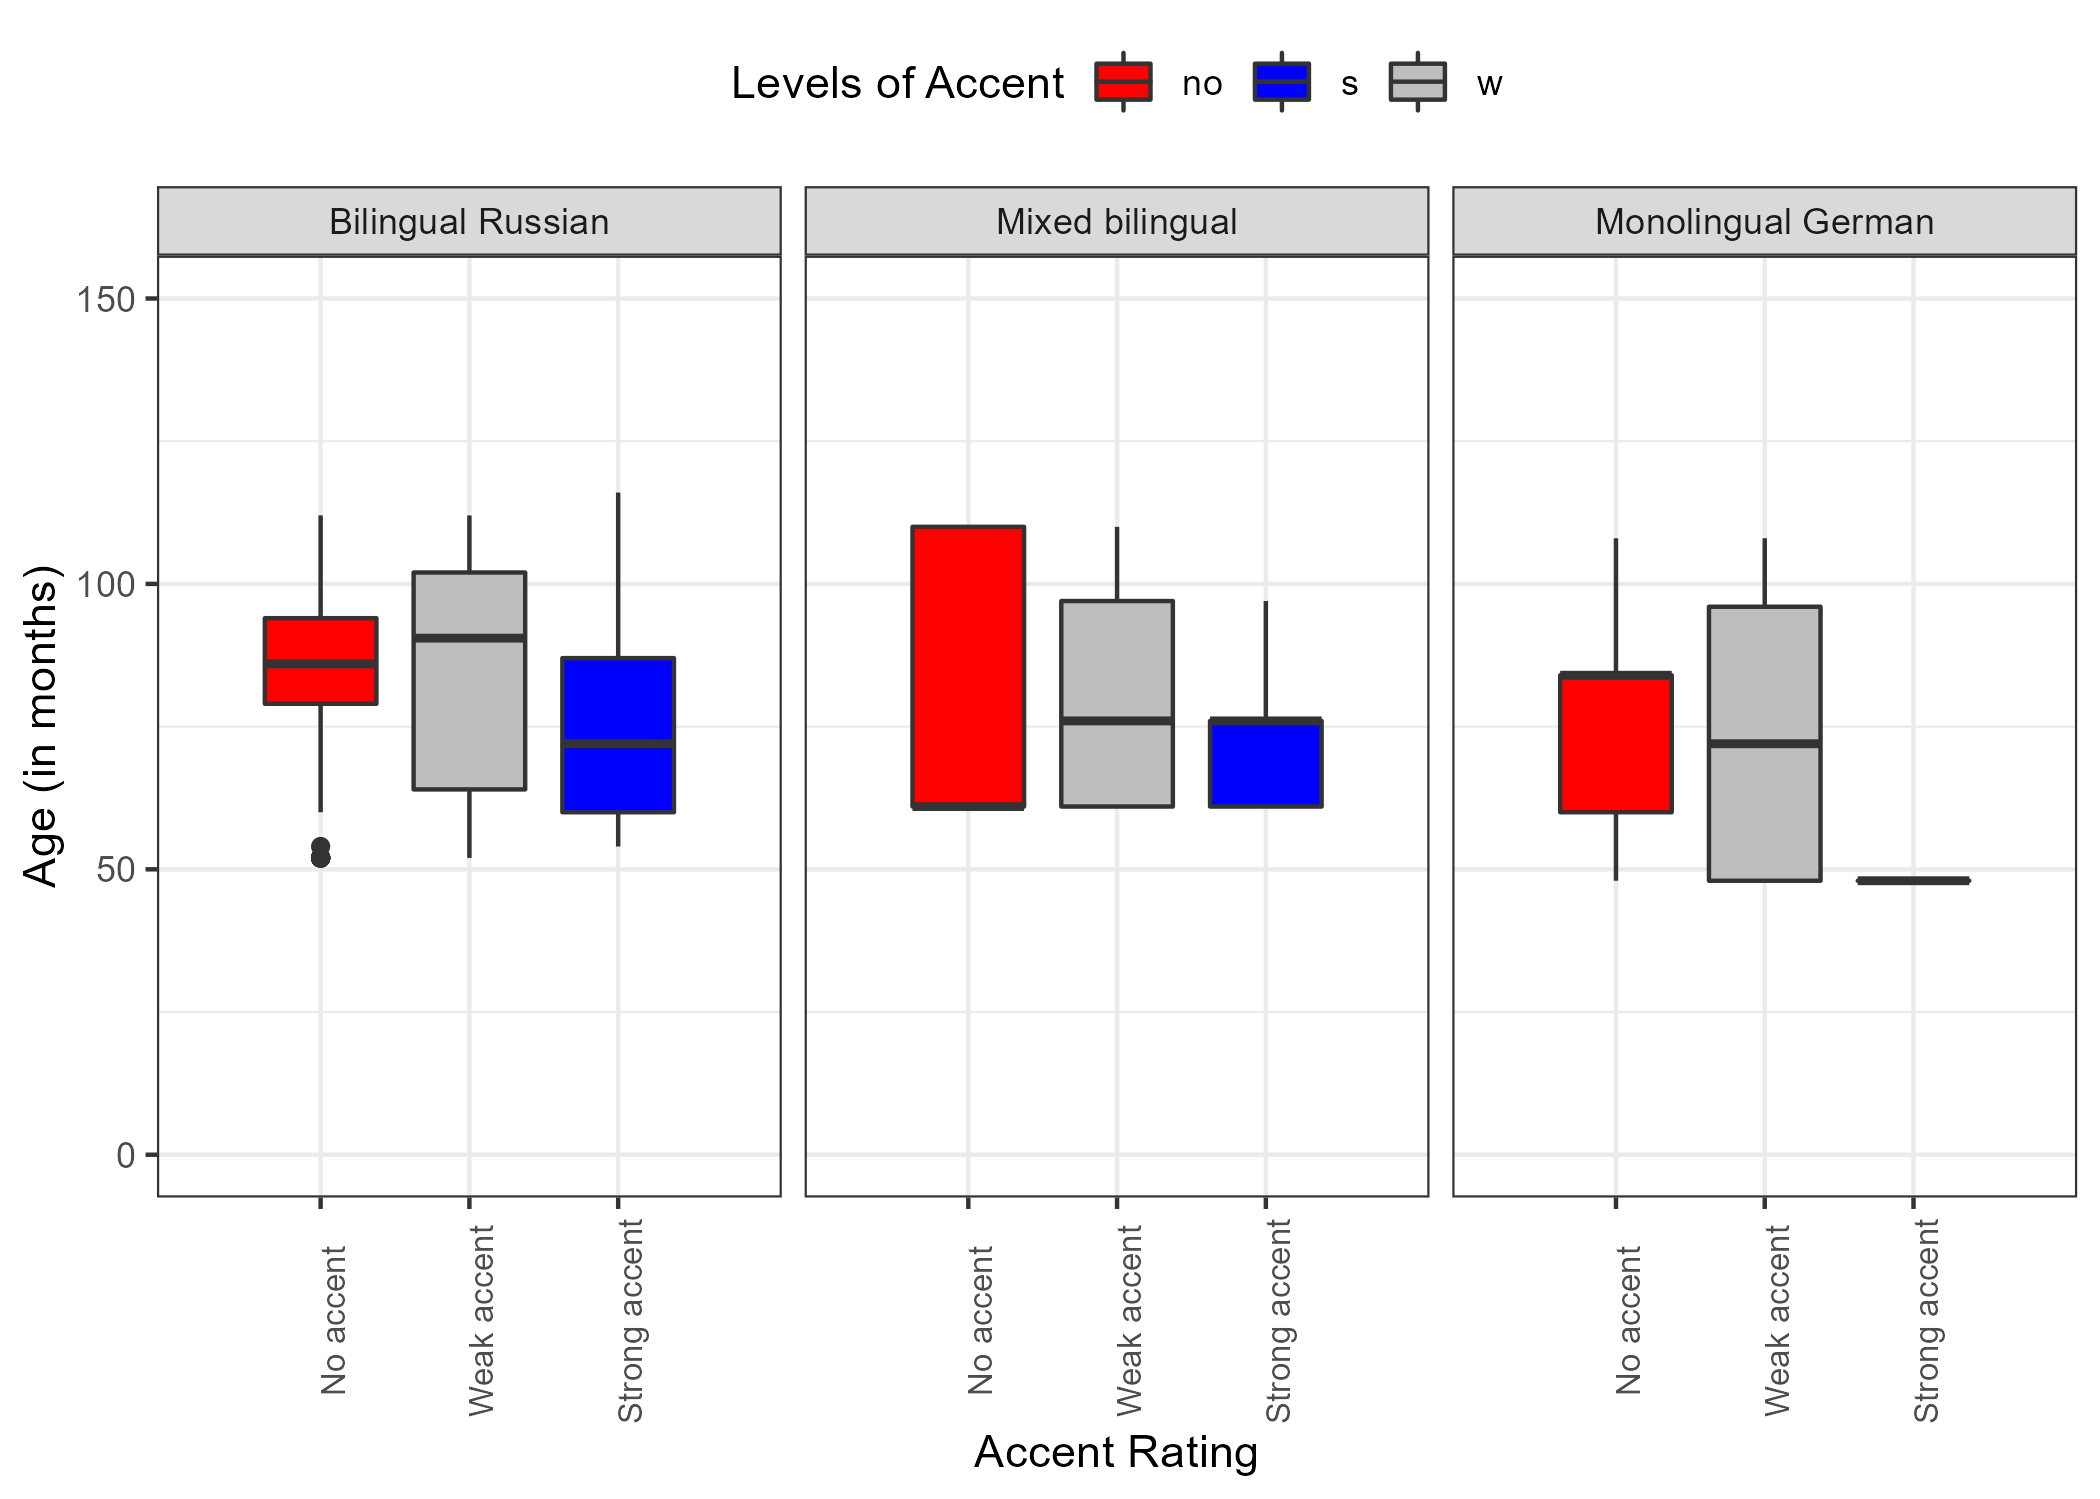 Levels of Accent no s w
Bilingual Russian Mixed bilingual Monolingual German
150
100
50
0
Age (in months)
No accent Weak accent Strong accent No accent Weak accent Strong accent No accent Weak accent Strong accent
Accent Rating